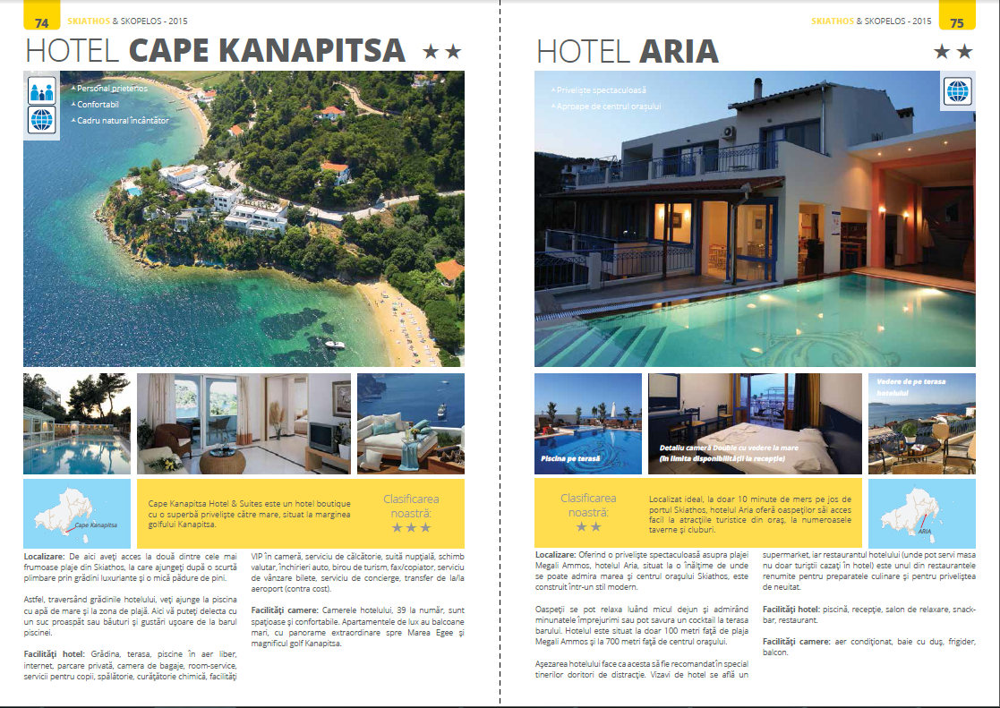 74
SKIATHOS & SKOPELOS - 2015
HOTEL CAPE KANAPITSA ★★
Personal prietenos
Confortabil
Cadru natural încântător
Cape Kanapitsa
Cape Kanapitsa Hotel & Suites este un hotel boutique
cu o superbă priveliște către mare, situat la marginea
golfului Kanapitsa.
Clasificarea
noastră:
★★★
Localizare: De aici aveți acces la două dintre cele mai
frumoase plaje din Skiathos, la care ajungeți după o scurtă
plimbare prin grădini luxuriante și o mică pădure de pini.
Astfel, traversând grădinile hotelului, veți ajunge la piscina
cu apă de mare și la zona de plajă. Aici vă puteți delecta cu
un suc proaspăt sau băuturi și gustări ușoare de la barul
piscinei.
Facilități hotel: Grădina, terasa, piscine în aer liber,
internet, parcare privată, camera de bagaje, room-service,
servicii pentru copii, spălătorie, curățătorie chimică, facilități
VIP în cameră, serviciu de călcătorie, suită nupțială, schimb
valutar, închirieri auto, birou de turism, fax/copiator, serviciu
de vânzare bilete, serviciu de concierge, transfer de la/la
aeroport (contra cost).
Facilități camere: Camerele hotelului, 39 la număr, sunt
spațioase și confortabile. Apartamentele de lux au balcoane
mari, cu panorame extraordinare spre Marea Egee și
magnificul golf Kanapitsa.
SKIATHOS & SKOPELOS - 2015
75
HOTEL ARIA ★★
Priveliște spectaculoasă
Aproape de centrul orașului
Piscina pe terasă
Detaliu cameră Double cu vedere la mare
(în limita disponibilității la recepție)
Vedere de pe terasa
hotelului
Clasificarea
noastră:
★★
Localizat ideal, la doar 10 minute de mers pe jos de
portul Skiathos, hotelul Aria oferă oaspeților săi acces
facil la atracțiile turistice din oraș, la numeroasele
taverne și cluburi.
ARIA
Localizare: Oferind o priveliște spectaculoasă asupra plajei
Megali Ammos, hotelul Aria, situat la o înălțime de unde
se poate admira marea și centrul orașului Skiathos, este
construit într-un stil modern.
Oaspeții se pot relaxa luând micul dejun și admirând
minunatele împrejurimi sau pot savura un cocktail la terasa
barului. Hotelul este situat la doar 100 metri față de plaja
Megali Ammos și la 700 metri față de centrul orașului.
Așezarea hotelului face ca acesta să fie recomandat în special
tinerilor doritori de distracție. Vizavi de hotel se află un
supermarket, iar restaurantul hotelului (unde pot servi masa
nu doar turiștii cazați în hotel) este unul din restaurantele
renumite pentru preparatele culinare și pentru priveliștea
de neuitat.
Facilități hotel: piscină, recepție, salon de relaxare, snack-
bar, restaurant.
Facilități camere: aer condiționat, baie cu duș, frigider,
balcon.